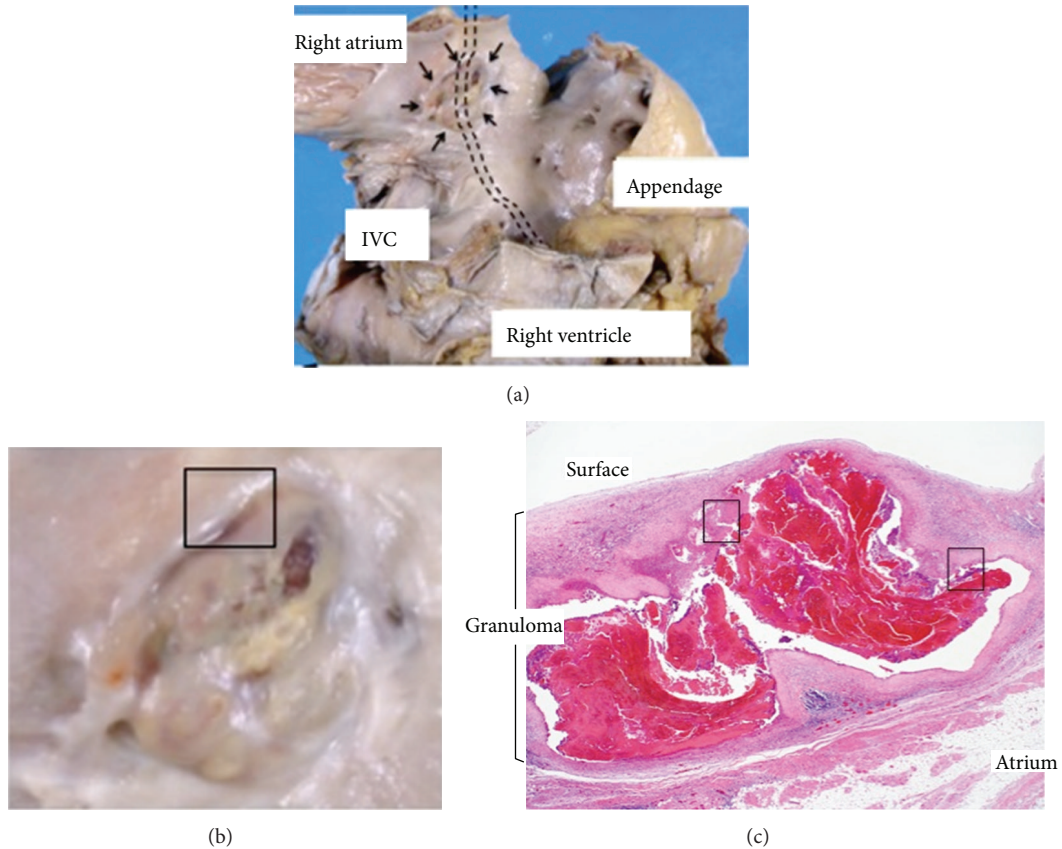 Right atrium
Appendage
IVC
Right ventricle
(a)
Surface
Granuloma
Atrium
(b)
(c)